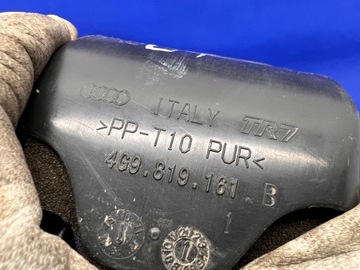 ITALY TR7
>PP-T10 PUR<
4G9.819.161 B
1